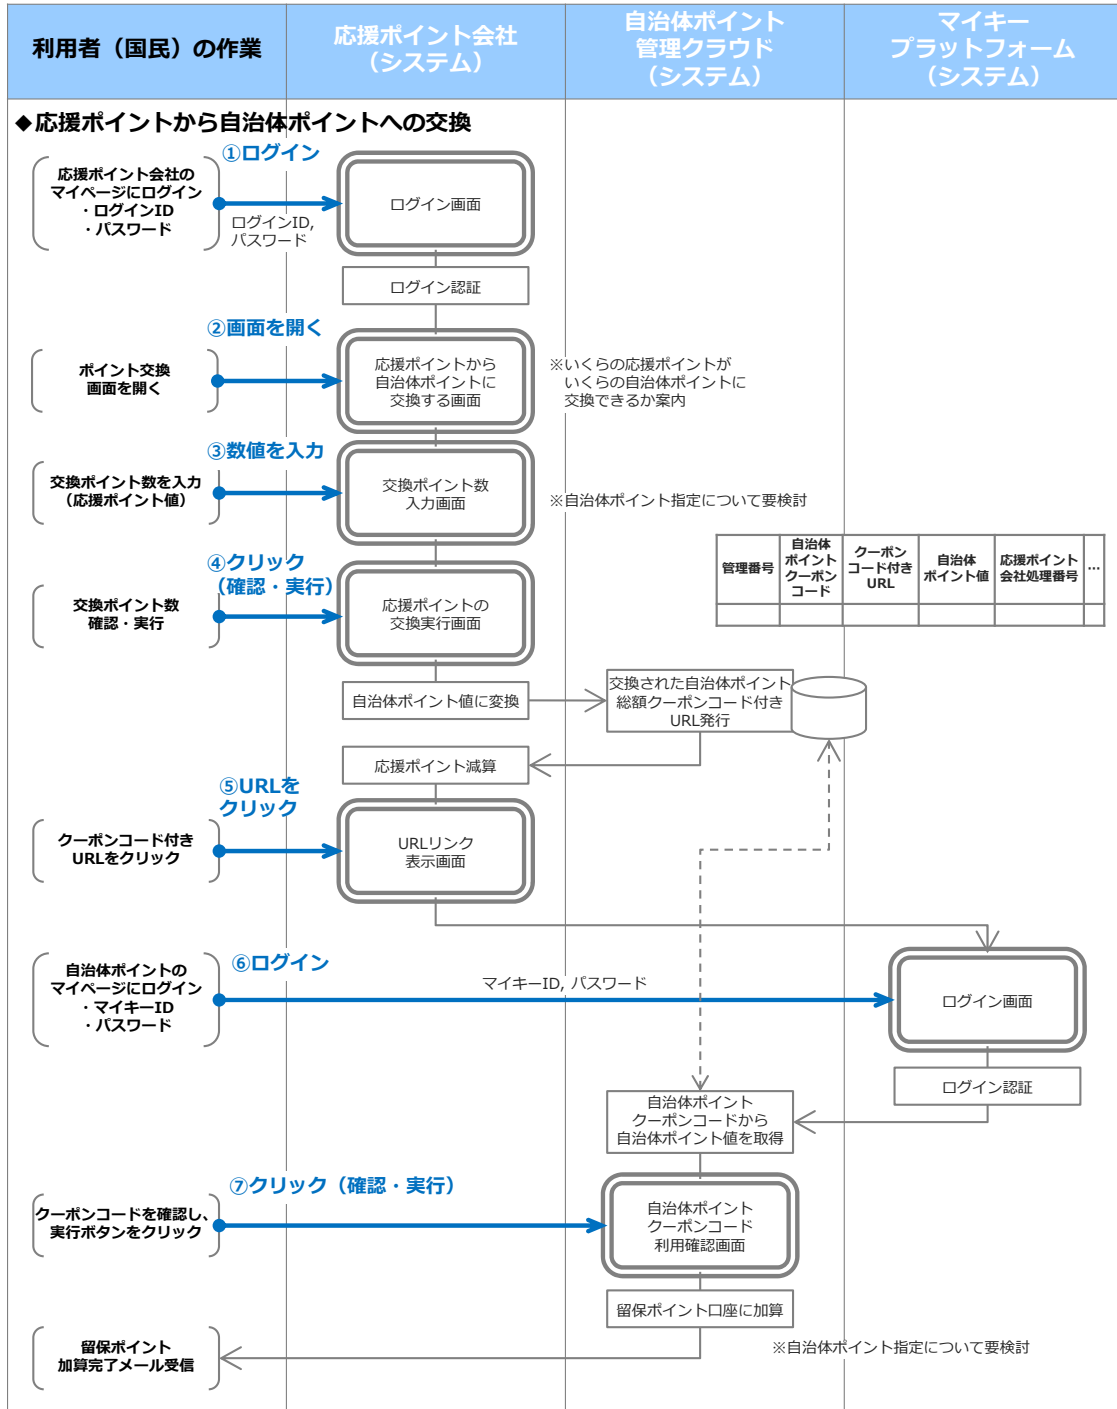 利用者（国民）の作業
応援ポイント会社
（システム）
自治体ポイント
管理クラウド
（システム）
マイキー
プラットフォーム
（システム）
◆応援ポイントから自治体ポイントへの交換
①ログイン
応援ポイント会社の
マイページにログイン
・ログインID
・パスワード
ログインID,
パスワード
ログイン画面
ログイン認証
②画面を開く
ポイント交換
画面を開く
応援ポイントから
自治体ポイントに
交換する画面
※いくらの応援ポイントが
いくらの自治体ポイントに
交換できるか案内
③数値を入力
交換ポイント数を入力
（応援ポイント値）
交換ポイント数
入力画面
※自治体ポイント指定について要検討
管理番号
自治体
ポイント
クーポン
コード
クーポン
コード付き
URL
自治体
ポイント値
応援ポイント
会社処理番号
…
④クリック
（確認・実行）
交換ポイント数
確認・実行
応援ポイントの
交換実行画面
自治体ポイント値に変換
交換された自治体ポイント
総額クーポンコード付き
URL発行
応援ポイント減算
⑤URLを
クリック
クーポンコード付き
URLをクリック
URLリンク
表示画面
⑥ログイン
自治体ポイントの
マイページにログイン
・マイキーID
・パスワード
マイキーID, パスワード
ログイン画面
ログイン認証
自治体ポイント
クーポンコードから
自治体ポイント値を取得
⑦クリック（確認・実行）
クーポンコードを確認し、
実行ボタンをクリック
自治体ポイント
クーポンコード
利用確認画面
留保ポイント口座に加算
留保ポイント
加算完了メール受信
※自治体ポイント指定について要検討